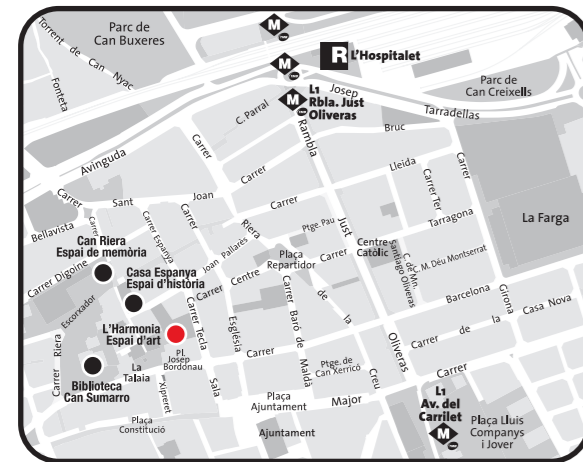 Parc de
Can Buxeres
Torrent de Can Nyac
Fonteta
M
M
R L'Hospitalet
L1
Rbla. Just
Oliveras
M
Josep
Tarradellas
Parc de
Can Creixells
Avinguda
C. Parral
Rambla
Just
Oliveras
Bruc
Carrer
Lleida
Carrer
Carrer Ter
Carrer
Girona
Tarragona
La Farga
Carrer
Sant
Joan
Carrer
Bellavista
Carrer
Carrer Espanya
Joan Pallarès
Riera
de
la
Creu
Ptge. Pau
Plaça
Repartidor
Carrer
Centre
Catòlic
C. de Mn.
Santiago Oliveras
C. M. Déu Montserrat
Can Riera
Espai de memòria
Carrer Digoine
Casa Espanya
Espai d'història
Carrer Centre
Escorxador
L'Harmonia
Espai d'art
Carrer Tecla
Sala
Església
Carrer Baró de Maldà
Barcelona
Casa Nova
Carrer de la
Carrer Riera
La
Talaia
Pl.
Josep
Bordonau
Carrer
Ptge. de
Can Xerricó
Carrer
Biblioteca
Can Sumarro
Xipreret
Plaça
Ajuntament
Major
L1
Av. del
Carrilet
M
Plaça Lluis
Companys
i Jover
Plaça
Constitució
Ajuntament